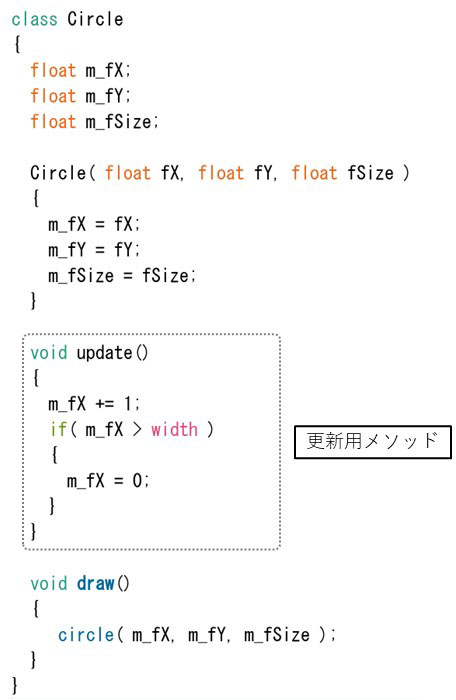 class Circle
{
  float m_fX;
  float m_fY;
  float m_fSize;

  Circle( float fX, float fY, float fSize )
  {
    m_fX = fX;
    m_fY = fY;
    m_fSize = fSize;
  }

  void update()
  {
    m_fX += 1;
    if( m_fX > width )
    {
      m_fX = 0;
    }
  }
更新用メソッド

  void draw()
  {
     circle( m_fX, m_fY, m_fSize );
  }
}